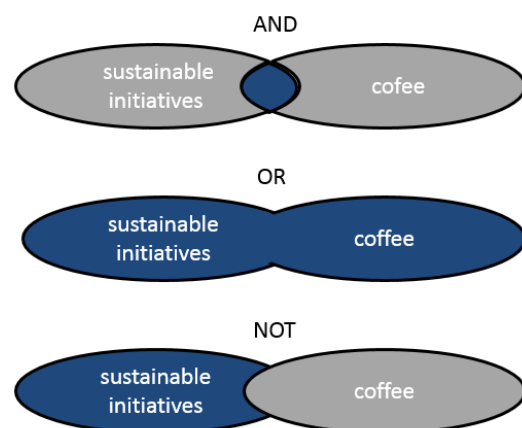 AND
sustainable
initiatives
cofee
OR
sustainable
initiatives
coffee
NOT
sustainable
initiatives
coffee